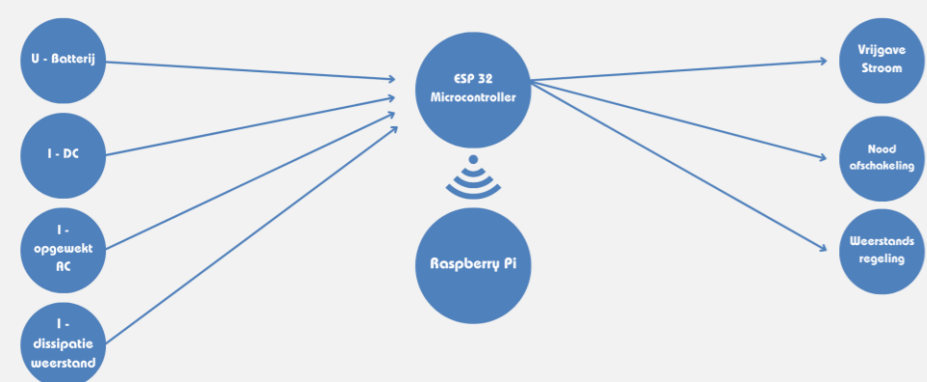 U - Batterij
I - DC
I -
opgewekt
AC
I -
dissipatie
weerstand
ESP 32
Microcontroller
Raspberry Pi
Vrijgave
Stroom
Nood
afschakeling
Weerstands
regeling